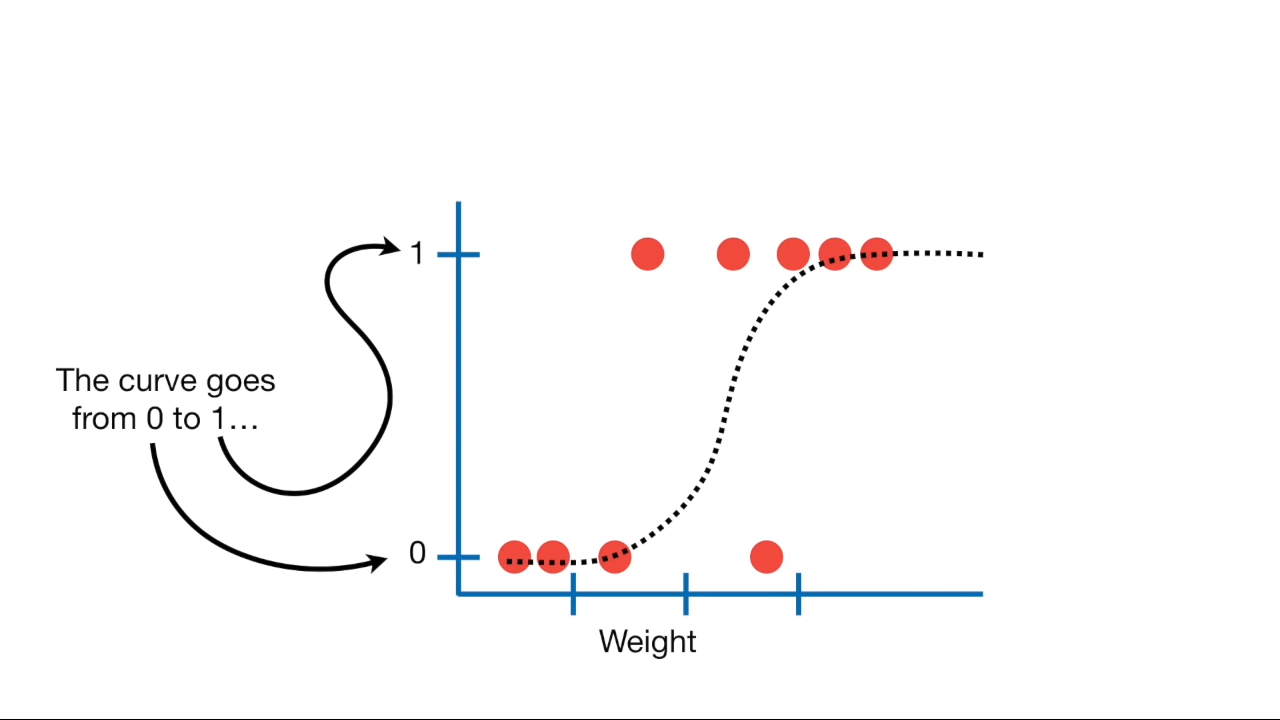 1
The curve goes
from 0 to 1...
0
Weight